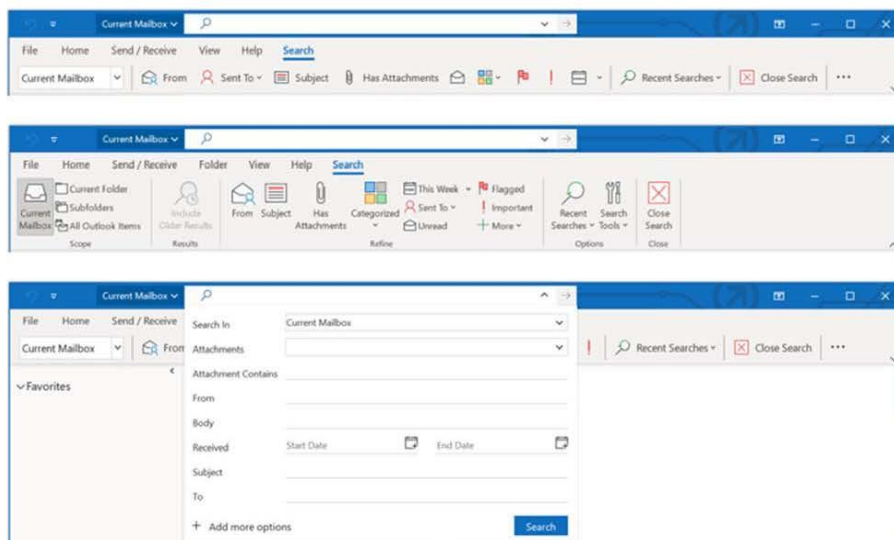 Current Mailbox
File Home Send / Receive View Help Search
Current Mailbox From Sent To Subject Has Attachments Recent Searches Close Search ...
Current Mailbox
File Home Send / Receive Folder View Help Search
Current Folder This Week Flagged
Subfolders Sent To Important
Current Mailbox All Outlook Items Include Older Results From Subject Has Attachments Categorized Unread + More Recent Searches Search Tools Close Search
Scope Results Refine Options Close
Current Mailbox
File Home Send / Receive
Search In Current Mailbox
Current Mailbox From Attachments ! Recent Searches Close Search ...
Attachment Contains
Favorites
From
Body
Received Start Date End Date
Subject
To
+ Add more options Search